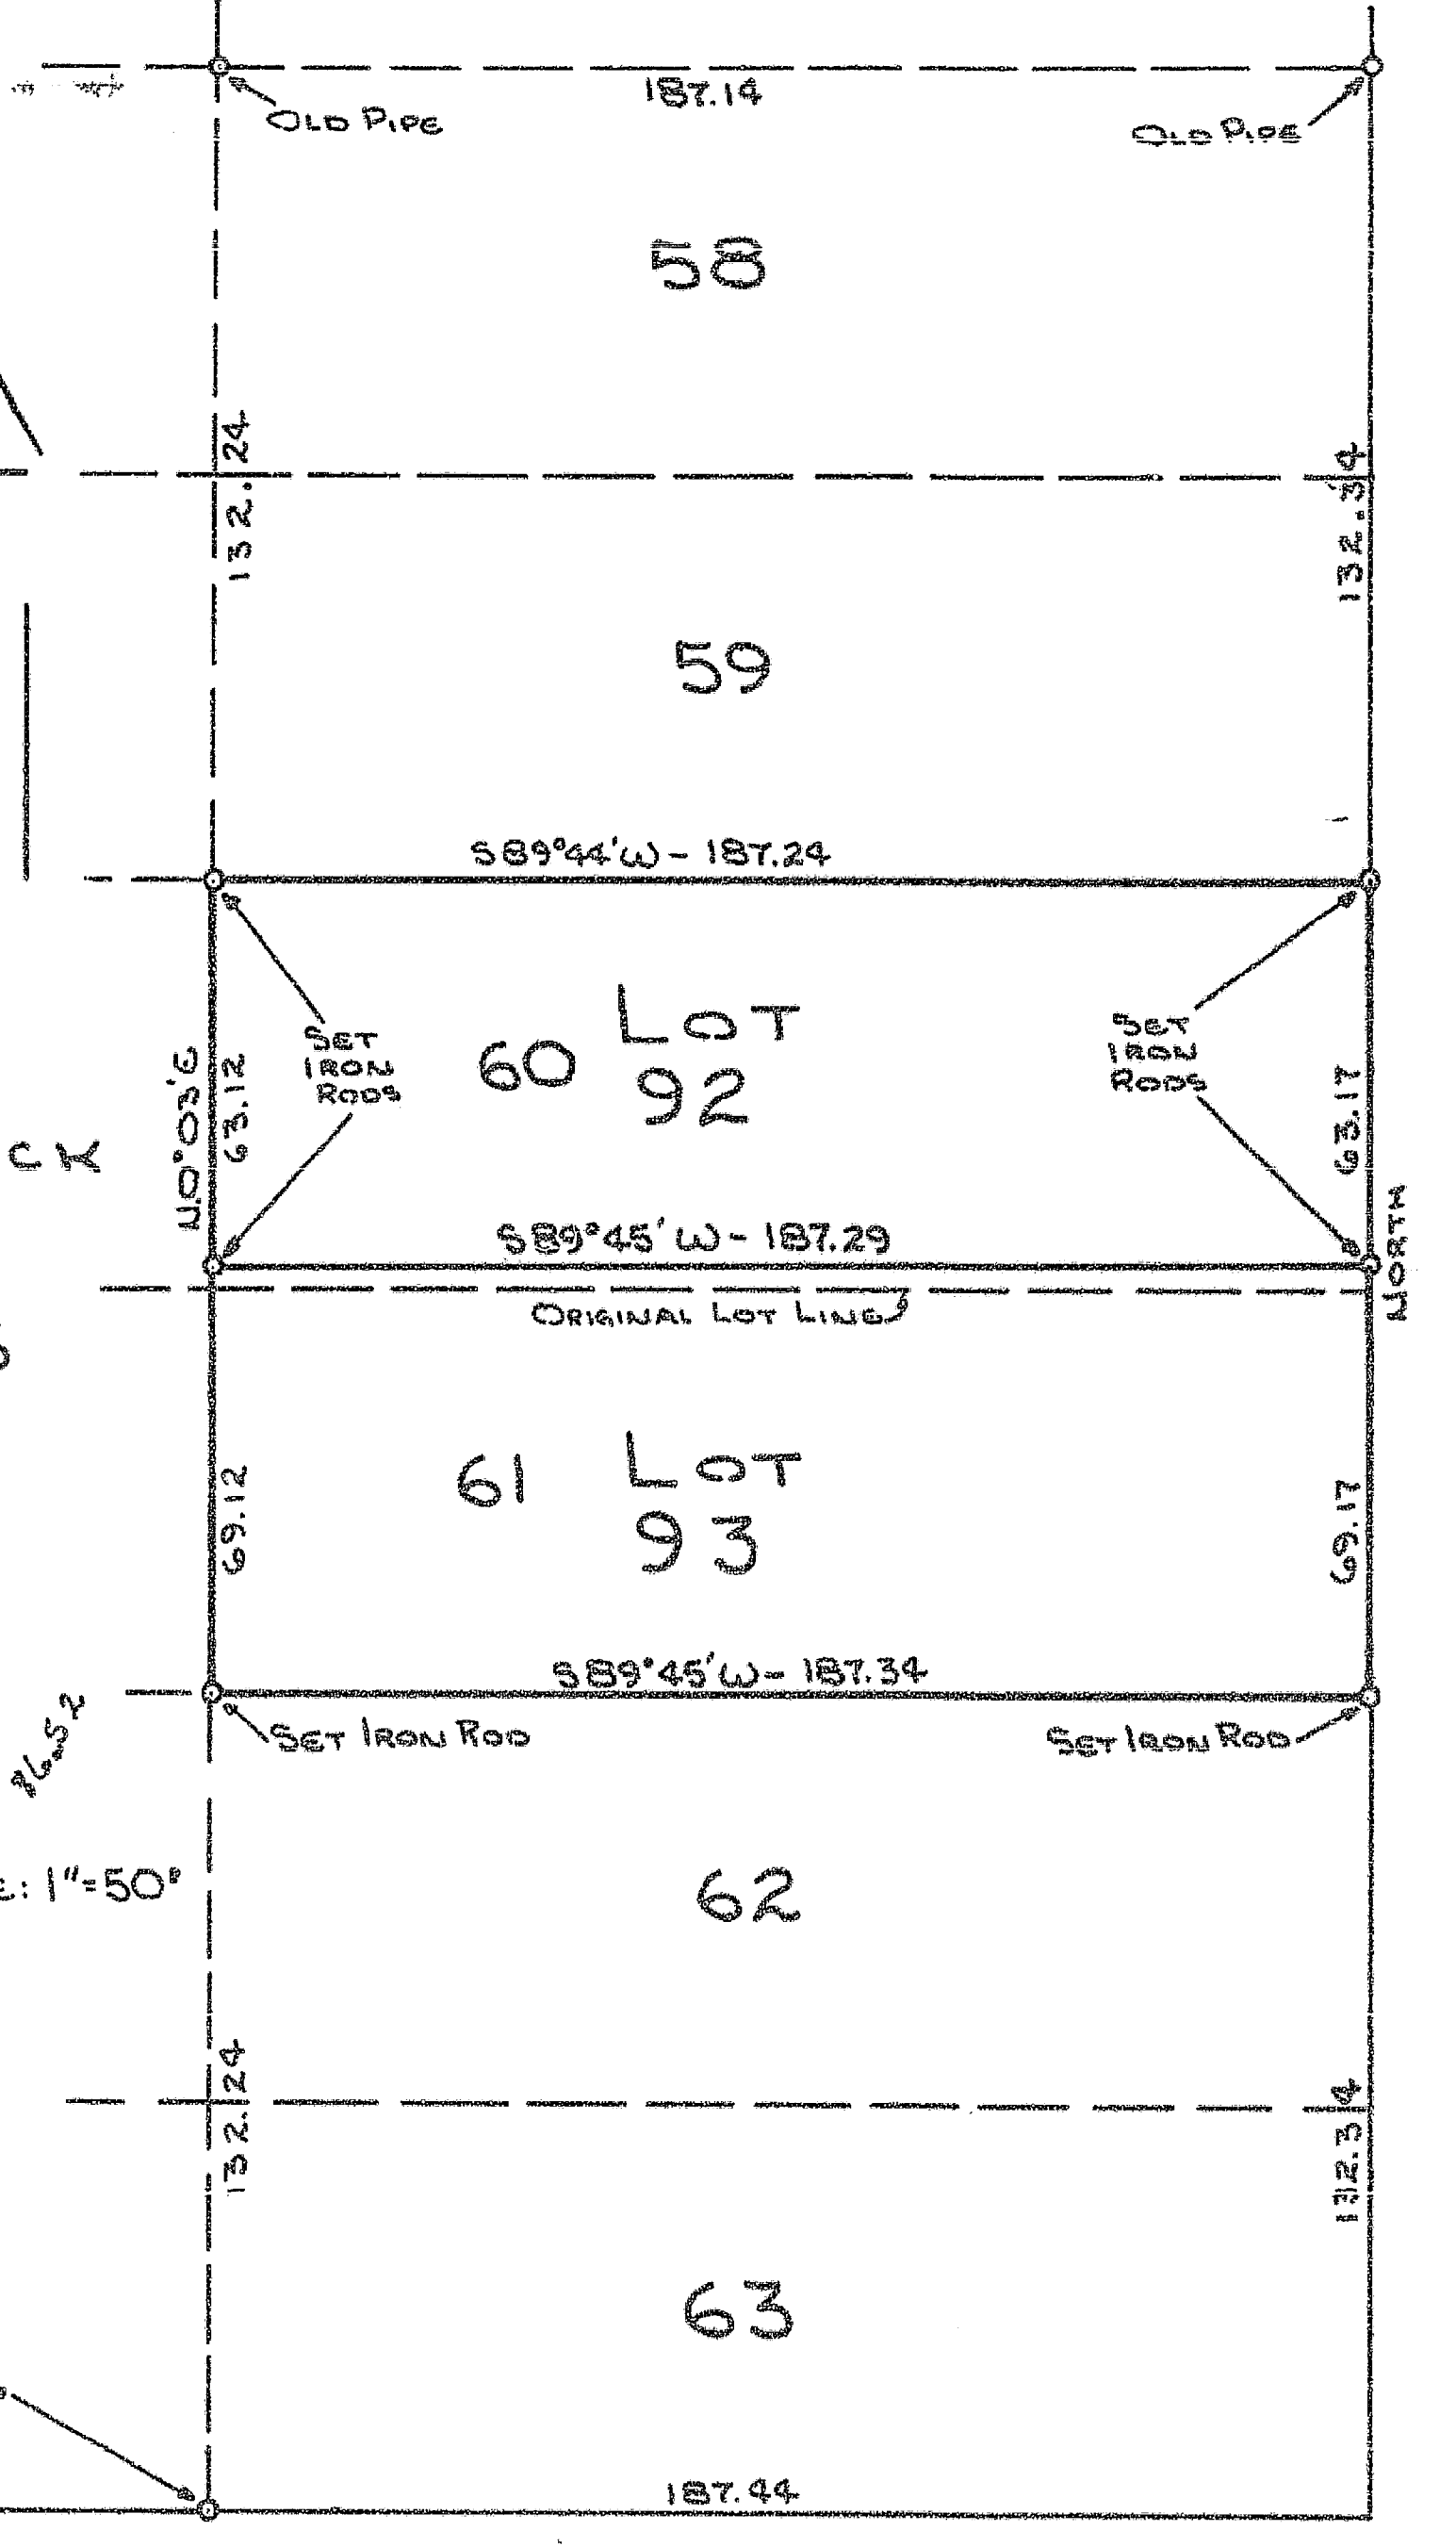 187.14
OLD PIPE
OLD PIPE
58
132.24
132.34
59
S89°44'W - 187.24
SET
IRON
RODS
LOT
60
92
SET
IRON
RODS
N.0°03'E
63.12
63.17
CK
NORTH
S89°45'W - 187.29
ORIGINAL LOT LINE
61
LOT
93
69.12
69.17
S89°45'W - 187.34
SET IRON ROD
SET IRON ROD
86.52
E: 1"=50'
62
132.24
132.34
63
187.44